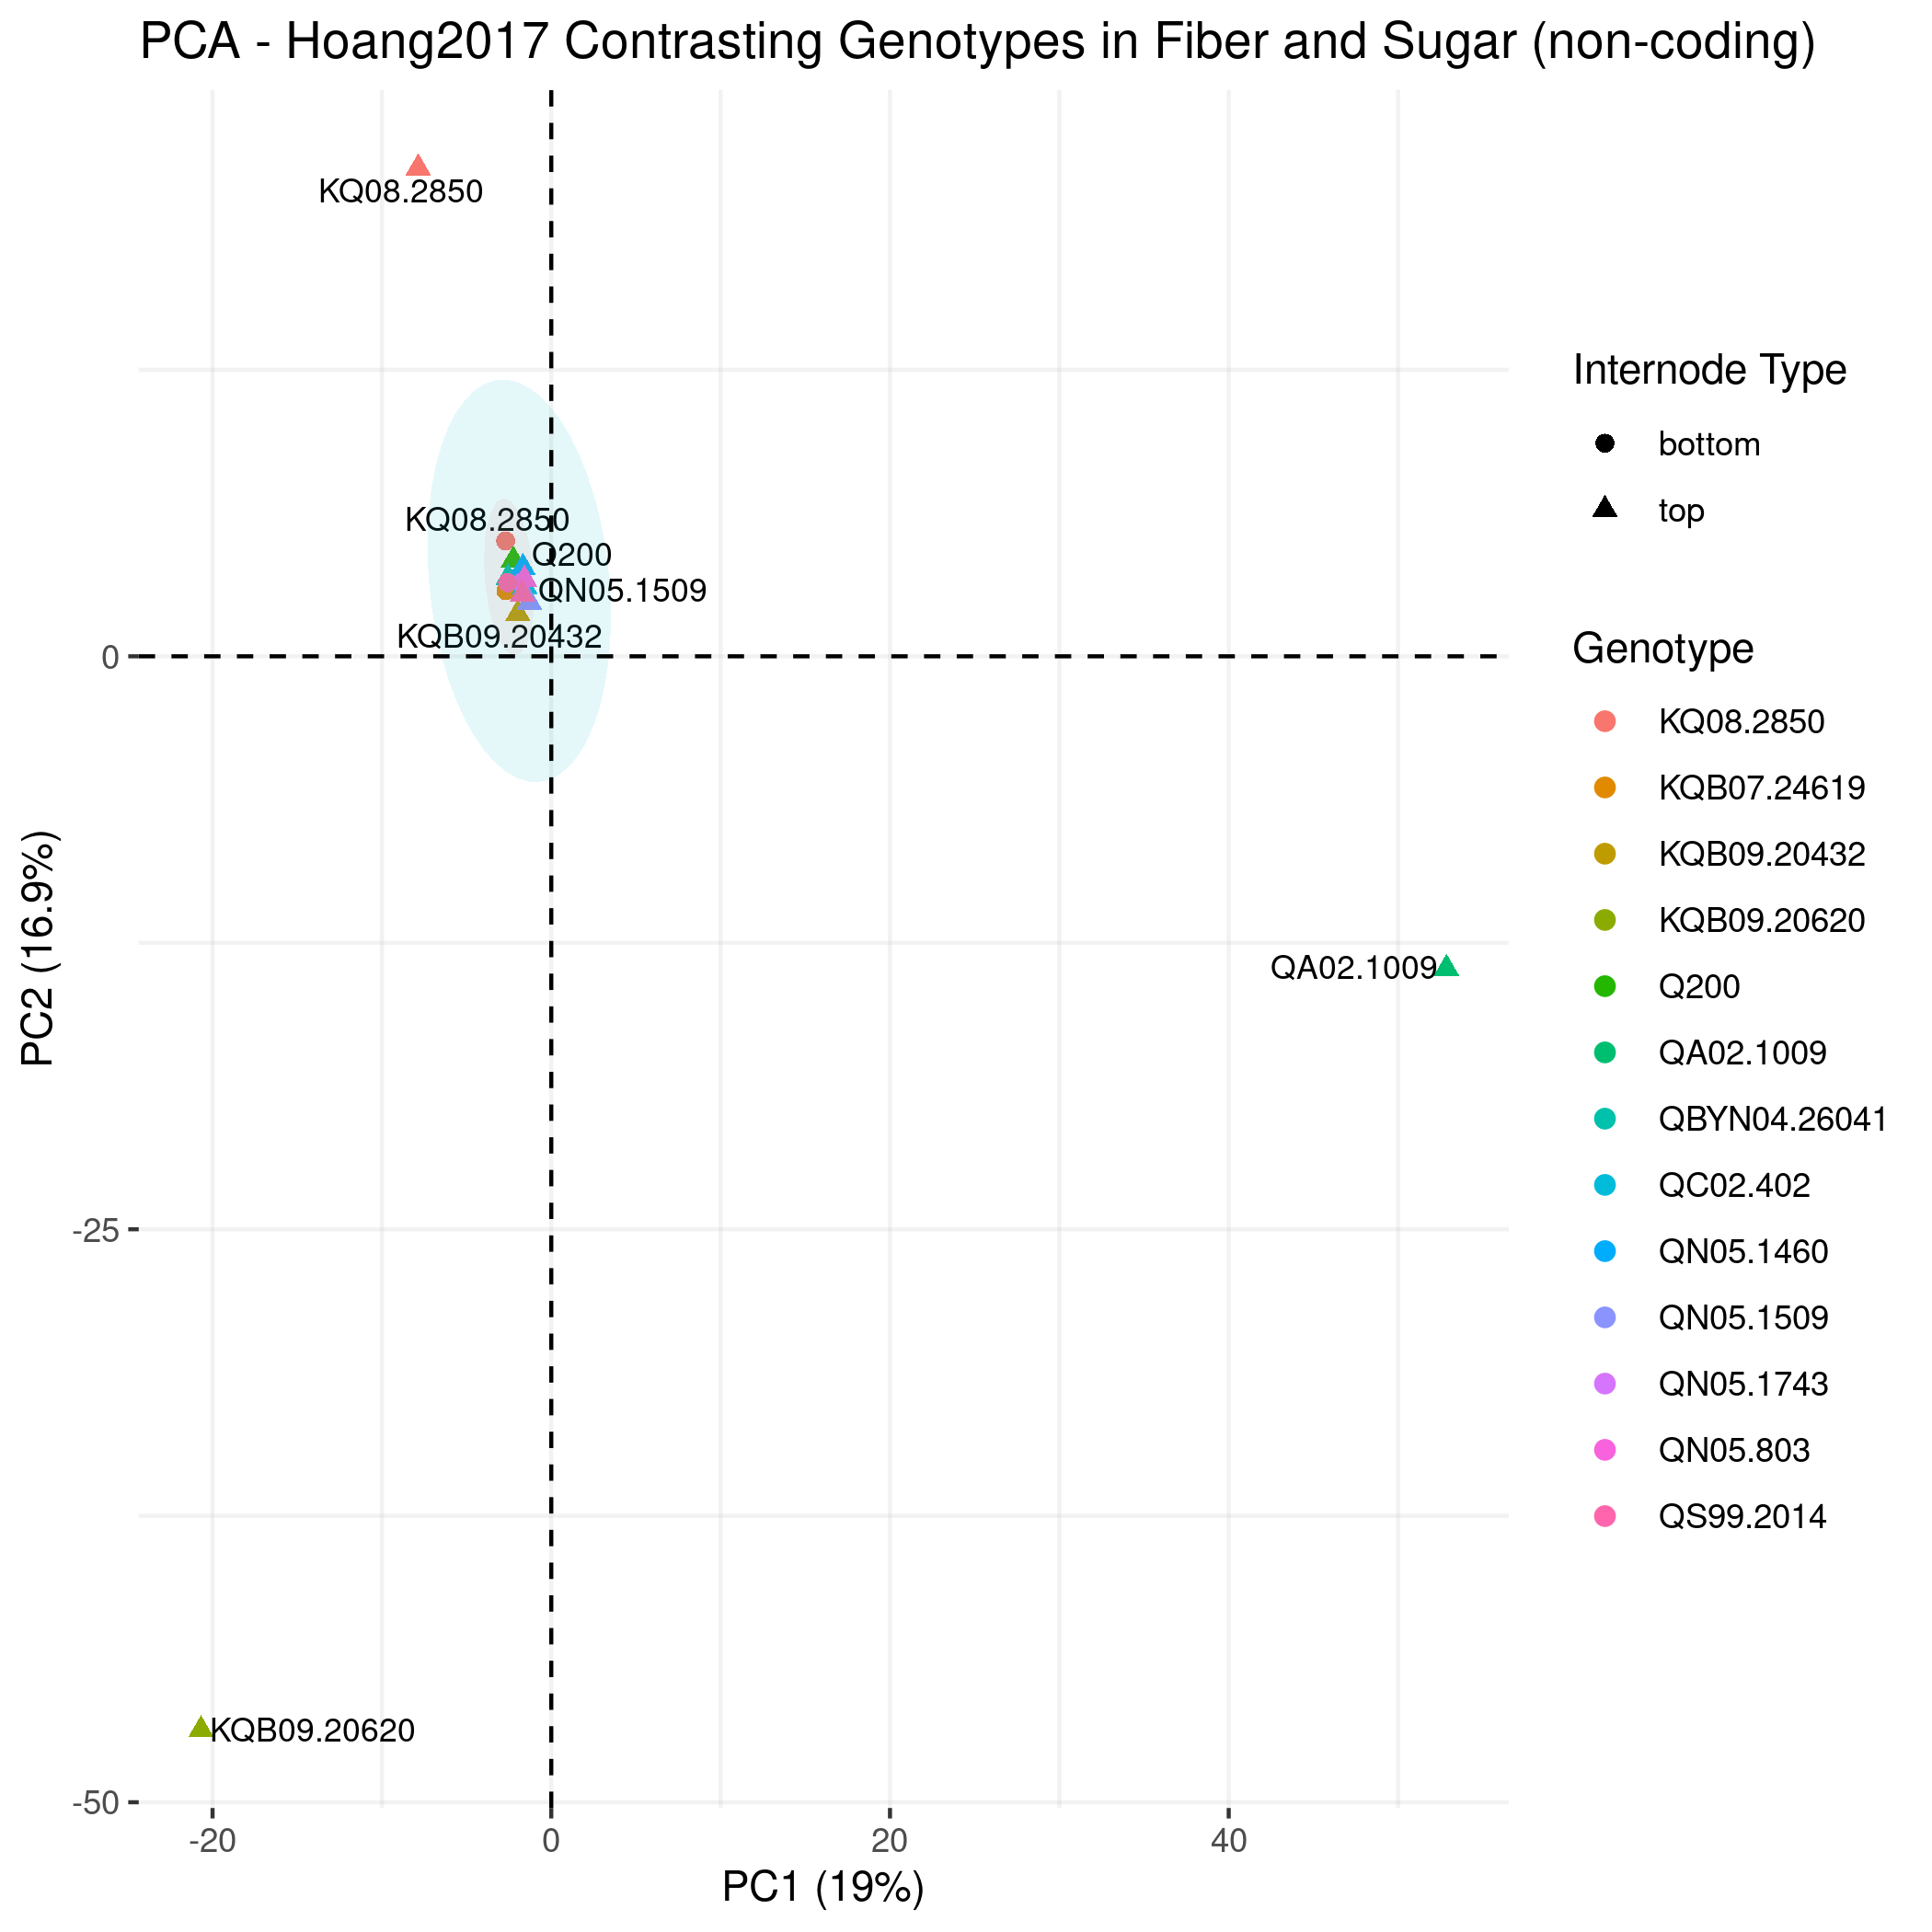 PCA - Hoang2017 Contrasting Genotypes in Fiber and Sugar (non-coding)
KQ08.2850
KQ08.2850
Q200
QN05.1509
KQB09.20432
QA02.1009
KQB09.20620
0
-25
-50
PC2 (16.9%)
-20
0
20
40
PC1 (19%)
Internode Type
bottom
top
Genotype
KQ08.2850
KQB07.24619
KQB09.20432
KQB09.20620
Q200
QA02.1009
QBYN04.26041
QC02.402
QN05.1460
QN05.1509
QN05.1743
QN05.803
QS99.2014